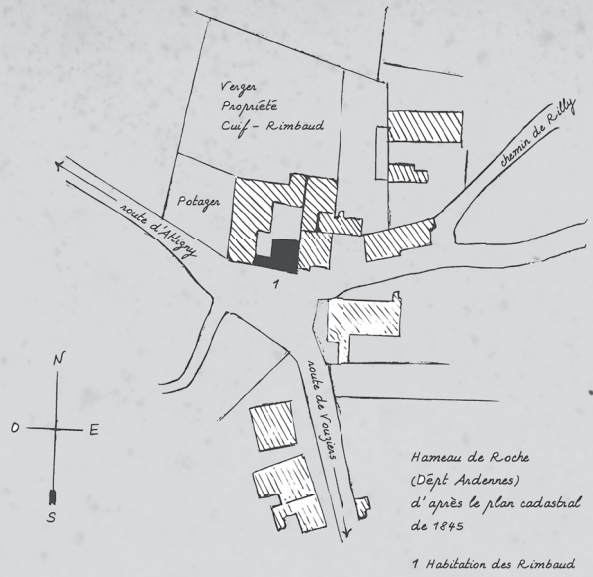 Verger
Propriété
Cuif - Rimbaud
chemin de Rilly
Potager
route d'Attigny
1
route de Vouziers
N
O
E
S
Hameau de Roche
(Dépt Ardennes)
d'après le plan cadastral
de 1845
1 Habitation des Rimbaud